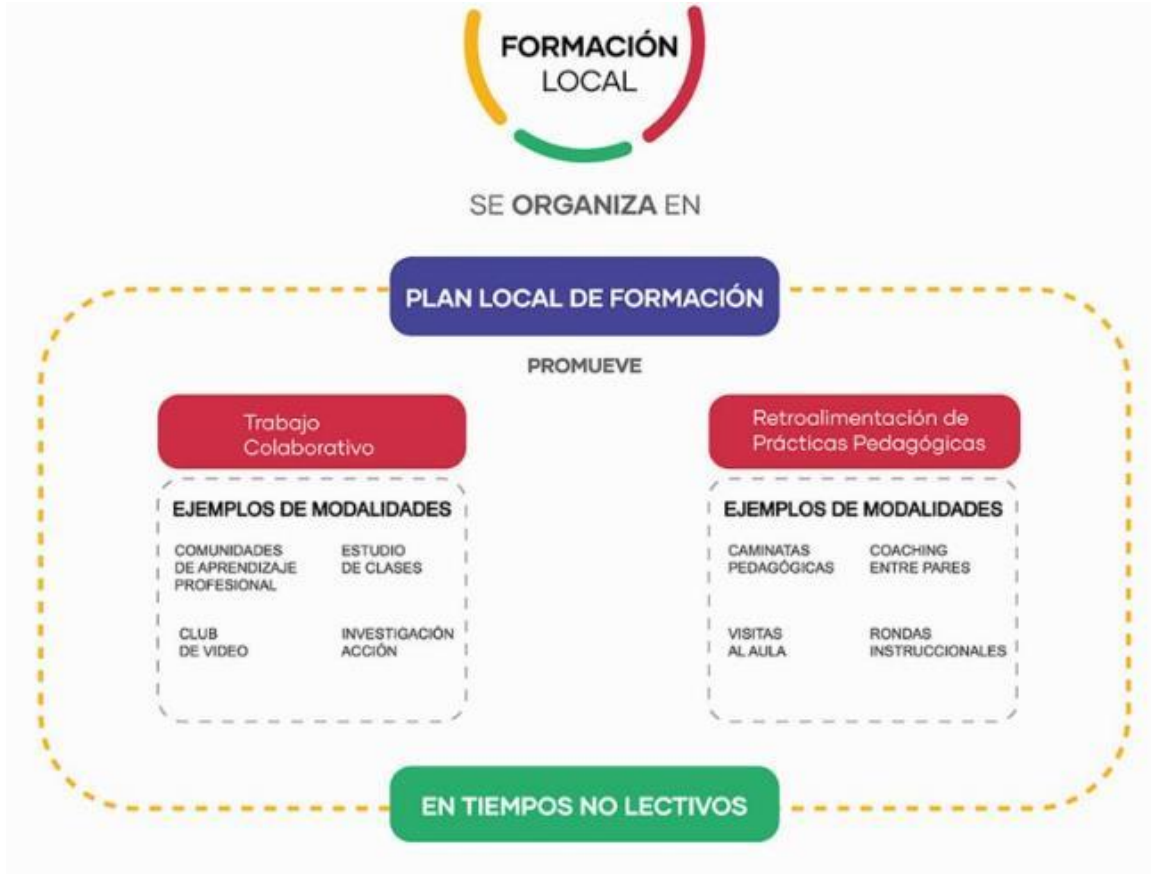 FORMACIÓN
LOCAL
SE ORGANIZA EN
PLAN LOCAL DE FORMACIÓN
PROMUEVE
Trabajo
Colaborativo
EJEMPLOS DE MODALIDADES
COMUNIDADES
DE APRENDIZAJE
PROFESIONAL
ESTUDIO
DE CLASES
CLUB
DE VIDEO
INVESTIGACIÓN
ACCIÓN
Retroalimentación de
Prácticas Pedagógicas
EJEMPLOS DE MODALIDADES
CAMINATAS
PEDAGÓGICAS
COACHING
ENTRE PARES
VISITAS
AL AULA
RONDAS
INSTRUCCIONALES
EN TIEMPOS NO LECTIVOS